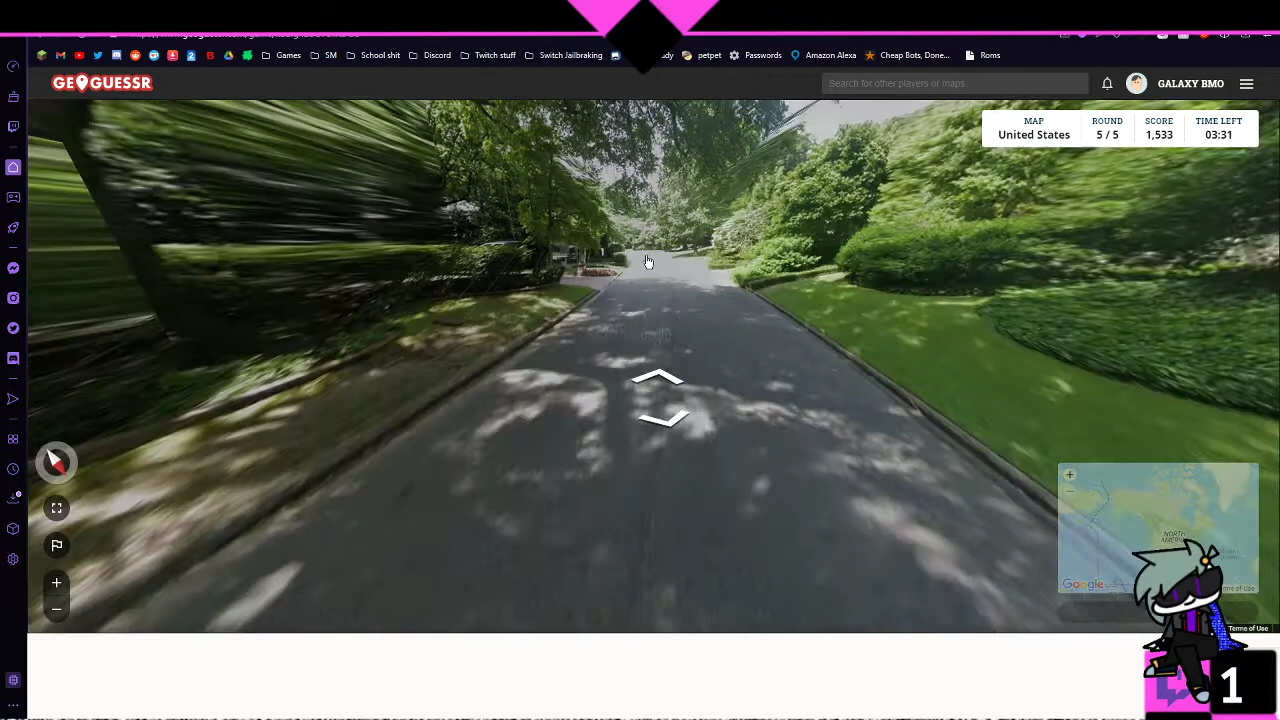 Games
SM
School shit
Discord
Twitch stuff
Switch Jailbraking
petpet
Passwords
Amazon Alexa
Cheap Bots, Done...
Roms
GEOGUESSR
Search for other players or maps
GALAXY BMO
MAP
United States
ROUND
5 / 5
SCORE
1,533
TIME LEFT
03:31
NORTH
Google
Terms of Use
1